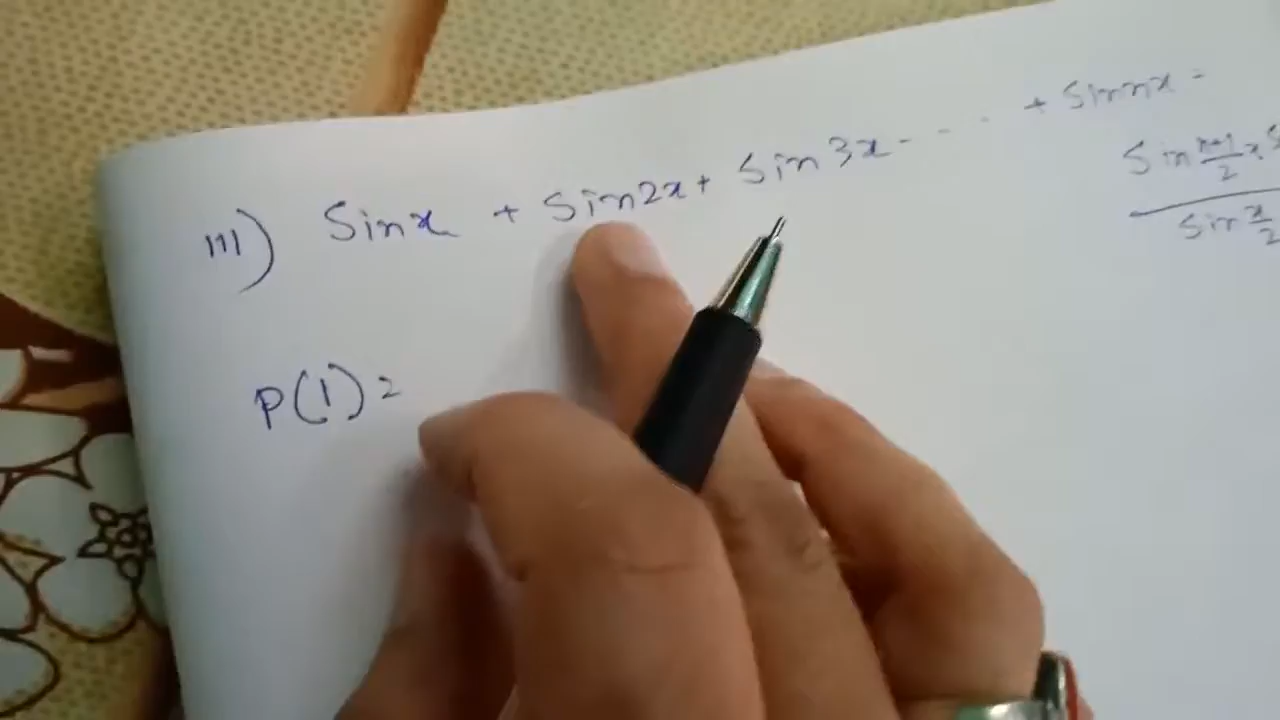 111) Sinx + Sin2x + Sin3x - - - - + Sinnx =
Sin n+1/2 x S
Sin x/2
P(1) =